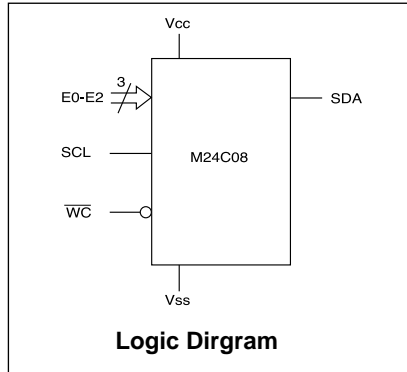 Vcc
3
E0-E2
SDA
SCL
M24C08
WC
Vss
Logic Dirgram